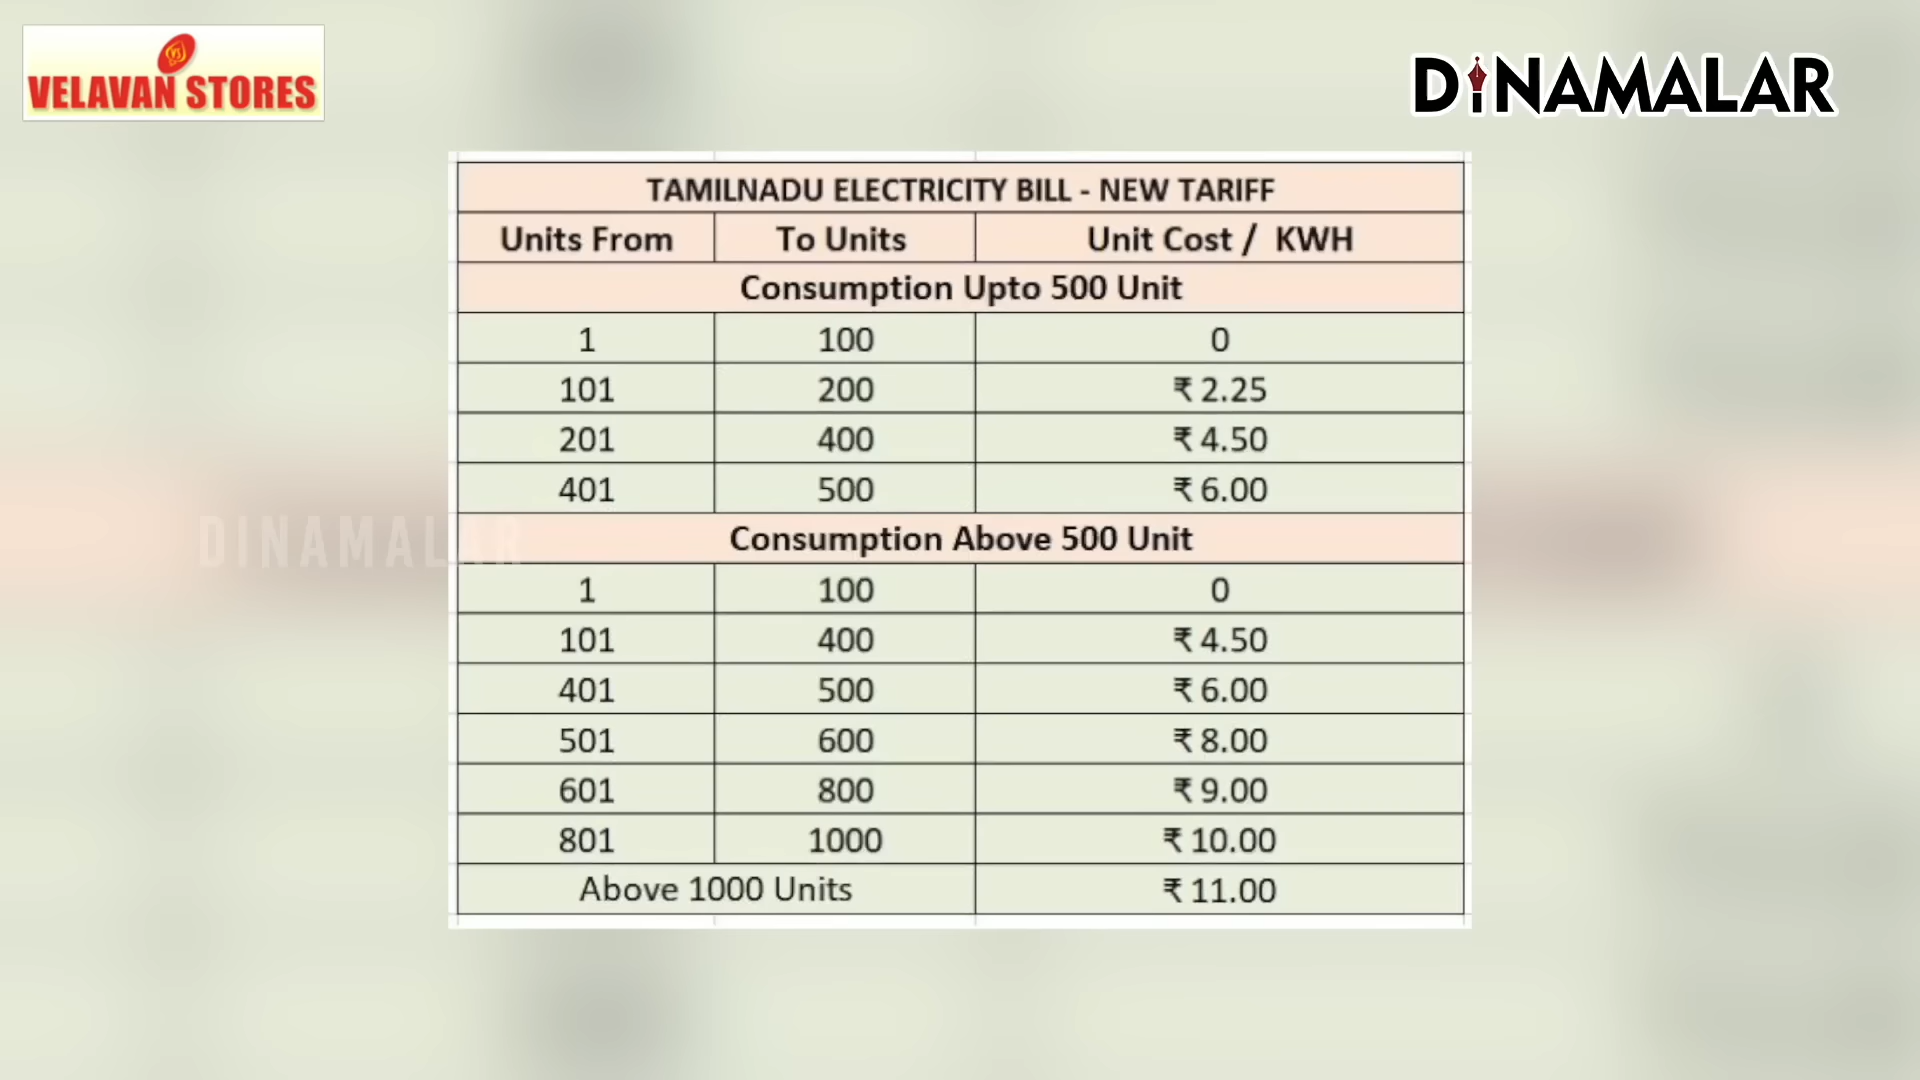 VELAVAN STORES
DINAMALAR
TAMILNADU ELECTRICITY BILL - NEW TARIFF
Units From To Units Unit Cost / KWH
Consumption Upto 500 Unit
1 100 0
101 200 ₹ 2.25
201 400 ₹ 4.50
401 500 ₹ 6.00
DINAMALAR
Consumption Above 500 Unit
1 100 0
101 400 ₹ 4.50
401 500 ₹ 6.00
501 600 ₹ 8.00
601 800 ₹ 9.00
801 1000 ₹ 10.00
Above 1000 Units ₹ 11.00